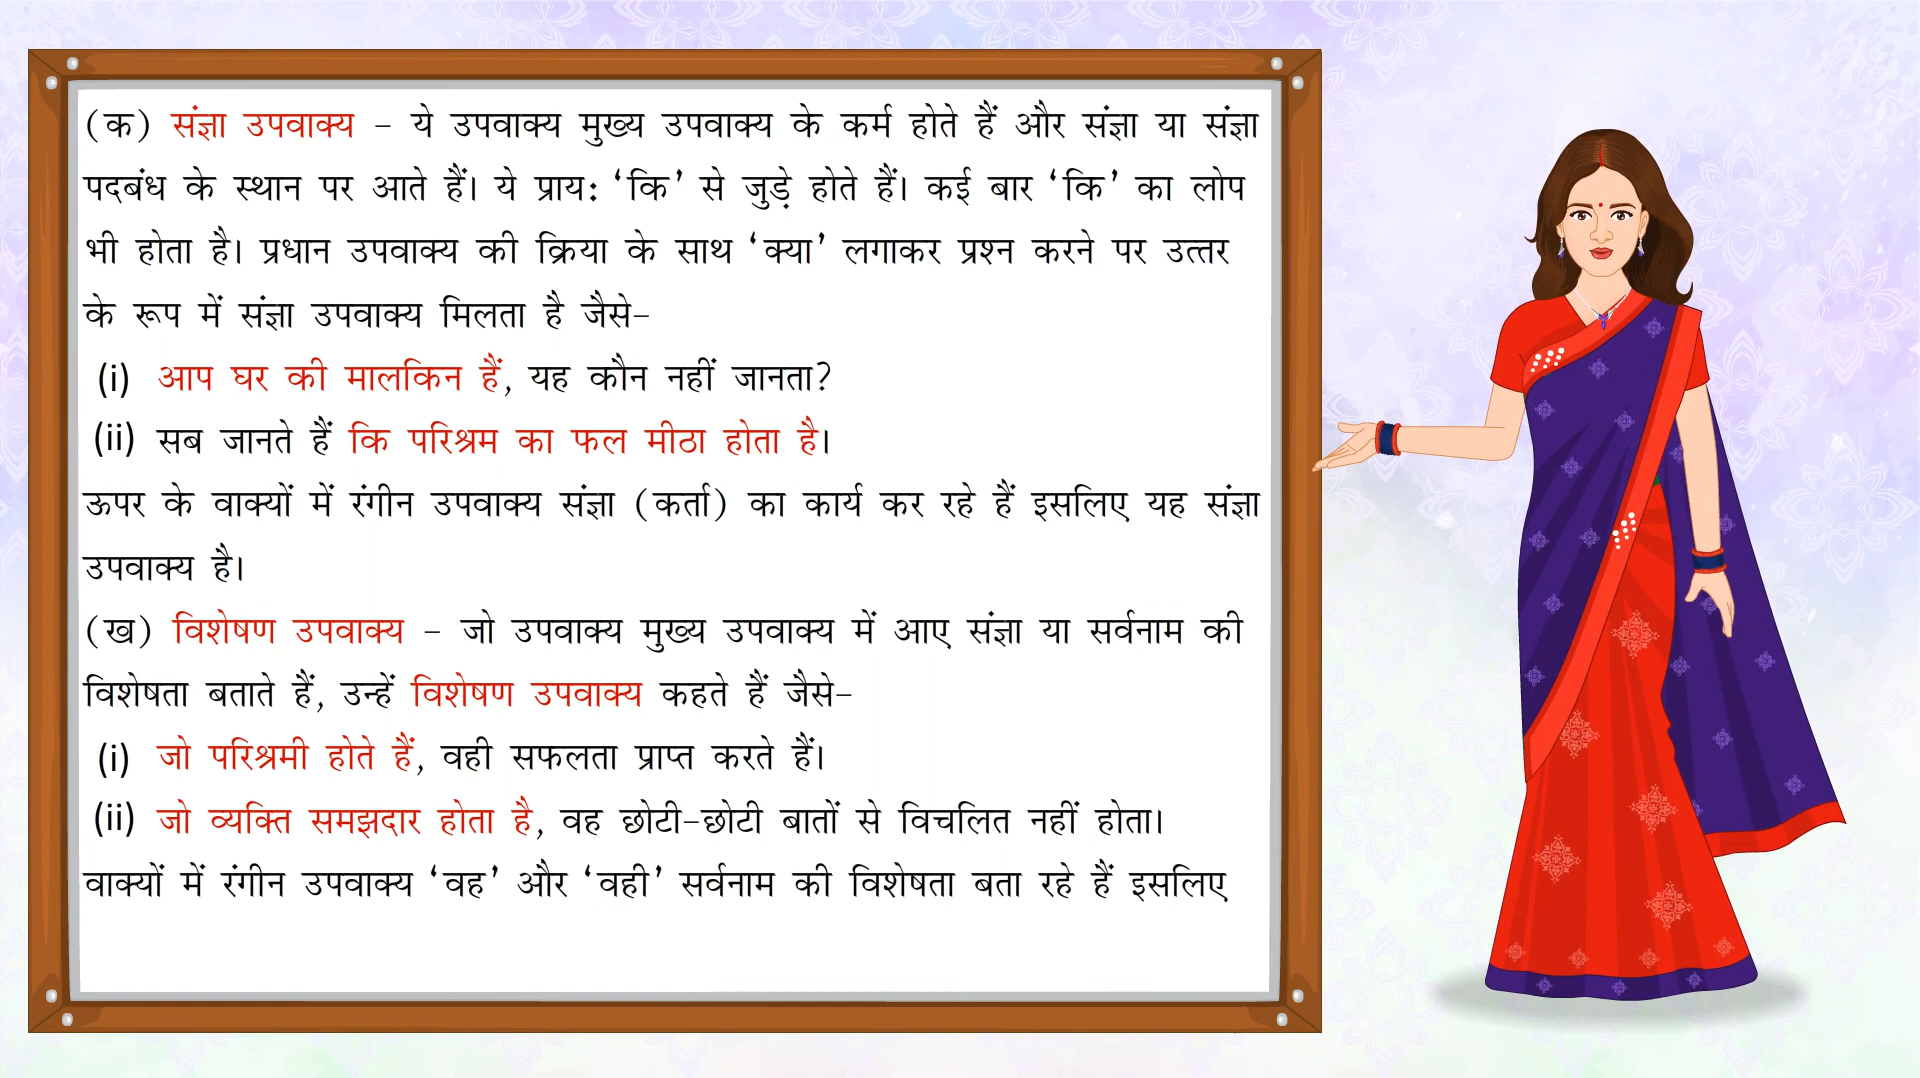 (क) संज्ञा उपवाक्य – ये उपवाक्य मुख्य उपवाक्य के कर्म होते हैं और संज्ञा या संज्ञा
पदबंध के स्थान पर आते हैं। ये प्राय: ‘कि’ से जुड़े होते हैं। कई बार ‘कि’ का लोप
भी होता है। प्रधान उपवाक्य की क्रिया के साथ ‘क्या’ लगाकर प्रश्न करने पर उत्तर
के रूप में संज्ञा उपवाक्य मिलता है जैसे–
(i) आप घर की मालकिन हैं, यह कौन नहीं जानता?
(ii) सब जानते हैं कि परिश्रम का फल मीठा होता है।
ऊपर के वाक्यों में रंगीन उपवाक्य संज्ञा (कर्ता) का कार्य कर रहे हैं इसलिए यह संज्ञा
उपवाक्य है।
(ख) विशेषण उपवाक्य – जो उपवाक्य मुख्य उपवाक्य में आए संज्ञा या सर्वनाम की
विशेषता बताते हैं, उन्हें विशेषण उपवाक्य कहते हैं जैसे–
(i) जो परिश्रमी होते हैं, वही सफलता प्राप्त करते हैं।
(ii) जो व्यक्ति समझदार होता है, वह छोटी–छोटी बातों से विचलित नहीं होता।
वाक्यों में रंगीन उपवाक्य ‘वह’ और ‘वही’ सर्वनाम की विशेषता बता रहे हैं इसलिए